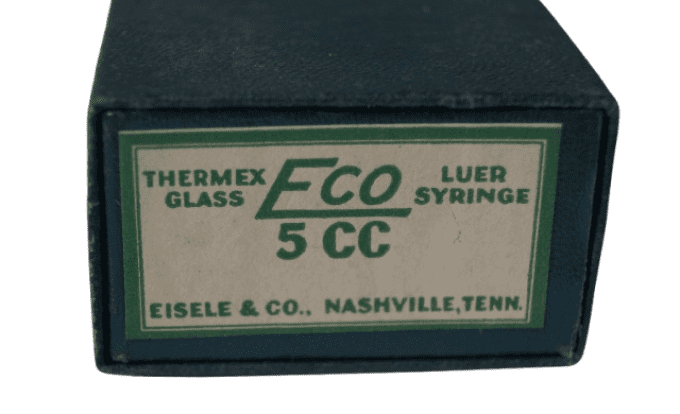 THERMEX GLASS
ECO
LUER SYRINGE
5 CC
EISELE & CO., NASHVILLE, TENN.